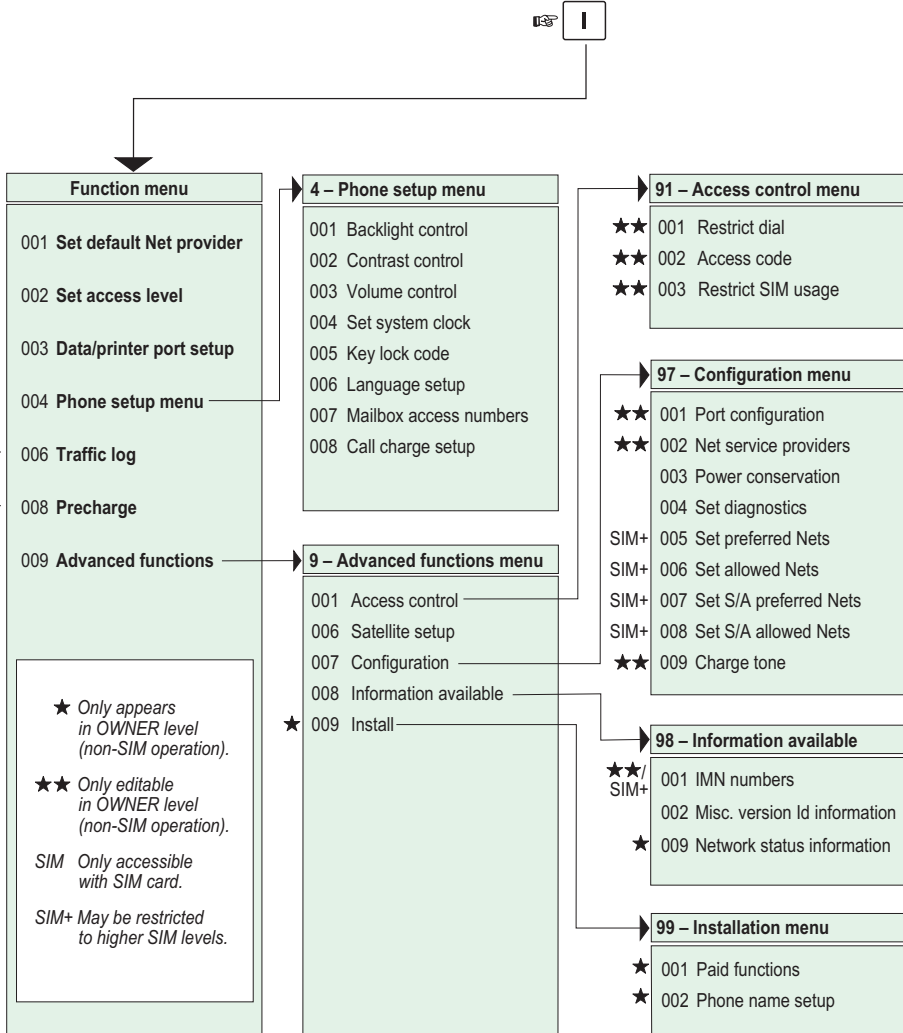 ☞ I
Function menu
001 Set default Net provider
002 Set access level
003 Data/printer port setup
004 Phone setup menu
006 Traffic log
008 Precharge
009 Advanced functions
★ Only appears
in OWNER level
(non-SIM operation).
★★ Only editable
in OWNER level
(non-SIM operation).
SIM Only accessible
with SIM card.
SIM+ May be restricted
to higher SIM levels.
4 – Phone setup menu
001 Backlight control
002 Contrast control
003 Volume control
004 Set system clock
005 Key lock code
006 Language setup
007 Mailbox access numbers
008 Call charge setup
9 – Advanced functions menu
001 Access control
006 Satellite setup
007 Configuration
008 Information available
★ 009 Install
91 – Access control menu
★★ 001 Restrict dial
★★ 002 Access code
★★ 003 Restrict SIM usage
97 – Configuration menu
★★ 001 Port configuration
★★ 002 Net service providers
003 Power conservation
004 Set diagnostics
SIM+ 005 Set preferred Nets
SIM+ 006 Set allowed Nets
SIM+ 007 Set S/A preferred Nets
SIM+ 008 Set S/A allowed Nets
★★ 009 Charge tone
98 – Information available
★★/
SIM+ 001 IMN numbers
002 Misc. version Id information
★ 009 Network status information
99 – Installation menu
★ 001 Paid functions
★ 002 Phone name setup